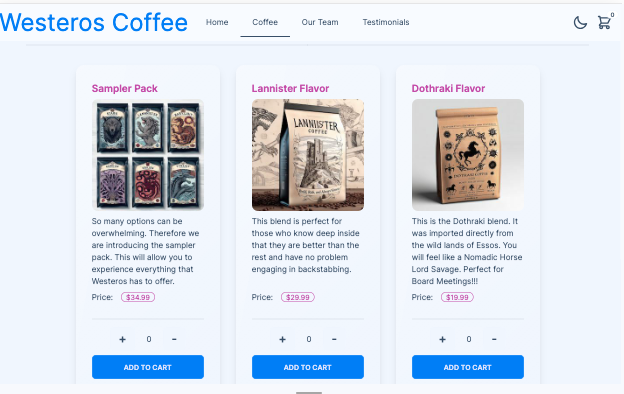 Westeros Coffee
Home
Coffee
Our Team
Testimonials
0
Sampler Pack
Lannister Flavor
Dothraki Flavor
LANNIISTER
COFFEE
So many options can be
overwhelming. Therefore we
are introducing the sampler
pack. This will allow you to
experience everything that
Westeros has to offer.
Price: $34.99
+ 0 -
ADD TO CART
This blend is perfect for
those who know deep inside
that they are better than the
rest and have no problem
engaging in backstabbing.
Price: $29.99
+ 0 -
ADD TO CART
This is the Dothraki blend. It
was imported directly from
the wild lands of Essos. You
will feel like a Nomadic Horse
Lord Savage. Perfect for
Board Meetings!!!
Price: $19.99
+ 0 -
ADD TO CART